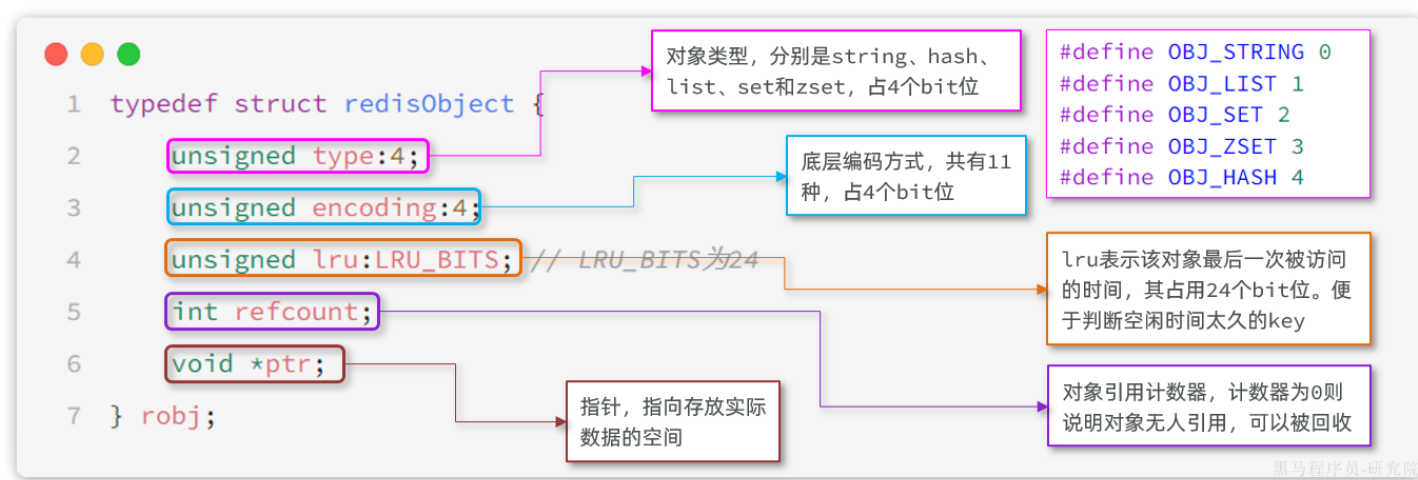 1 typedef struct redisObject {
2 unsigned type:4;
3 unsigned encoding:4;
4 unsigned lru:LRU_BITS; // LRU_BITS为24
5 int refcount;
6 void *ptr;
7 } robj;
对象类型，分别是string、hash、
list、set和zset，占4个bit位
#define OBJ_STRING 0
#define OBJ_LIST 1
#define OBJ_SET 2
#define OBJ_ZSET 3
#define OBJ_HASH 4
底层编码方式，共有11
种，占4个bit位
lru表示该对象最后一次被访问
的时间，其占用24个bit位。便
于判断空闲时间太久的key
对象引用计数器，计数器为0则
说明对象无人引用，可以被回收
指针，指向存放实际
数据的空间
黑马程序员-研究院